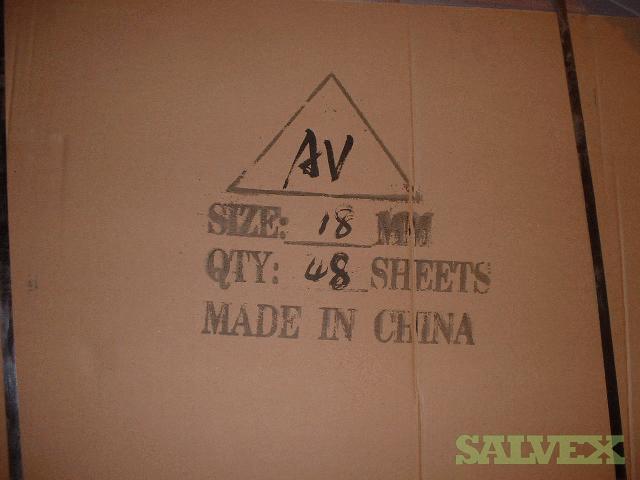 AV
SIZE: 18 MM
QTY: 48 SHEETS
MADE IN CHINA
SALVEX